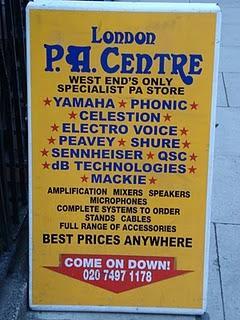 London
P.A. CENTRE
WEST END'S ONLY
SPECIALIST PA STORE
★YAMAHA★PHONIC★
CELESTION
★ELECTRO VOICE★
PEAVEY★SHURE★
★SENNHEISER★QSC★
★dB TECHNOLOGIES★
★MACKIE★
AMPLIFICATION MIXERS SPEAKERS
MICROPHONES
COMPLETE SYSTEMS TO ORDER
STANDS CABLES
FULL RANGE OF ACCESSORIES
BEST PRICES ANYWHERE
COME ON DOWN!
020 7497 1178